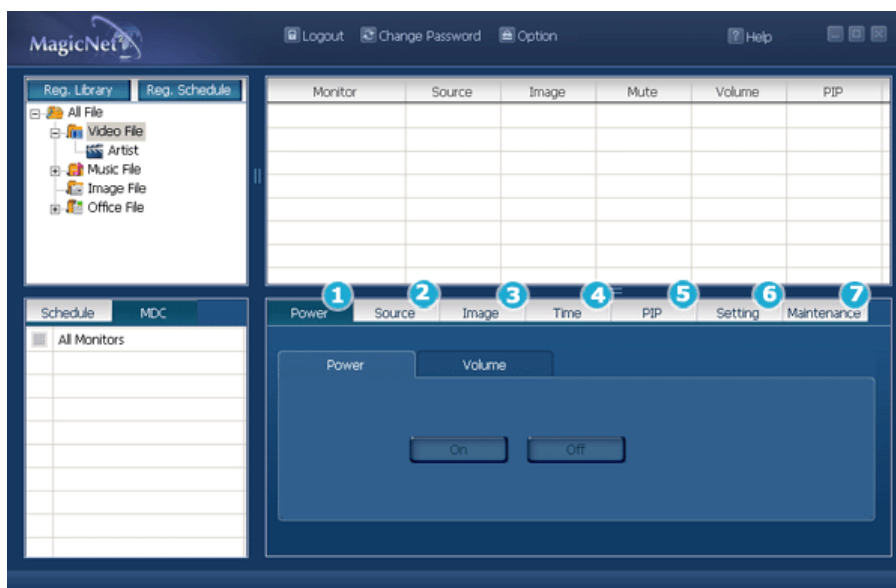 MagicNet
Logout Change Password Option Help
Reg. Library Reg. Schedule
All File
Video File
Artist
Music File
Image File
Office File
Monitor Source Image Mute Volume PIP
1 2 3 4 5 6 7
Schedule MDC
All Monitors
Power Source Image Time PIP Setting Maintenance
Power Volume
On Off